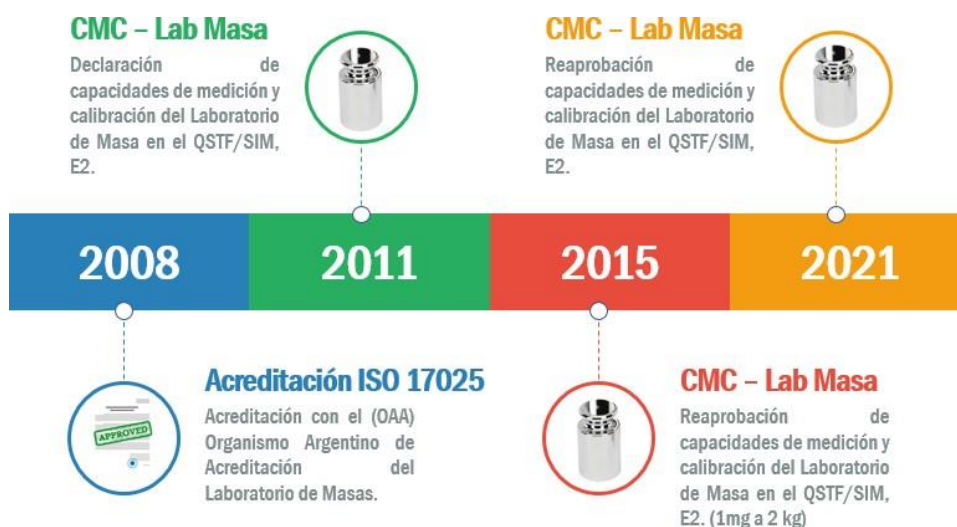 CMC – Lab Masa
Declaración de
capacidades de medición y
calibración del Laboratorio
de Masa en el QSTF/SIM,
E2.
CMC – Lab Masa
Reaprobación de
capacidades de medición y
calibración del Laboratorio
de Masa en el QSTF/SIM,
E2.
2008
2011
2015
2021
APPROVED
Acreditación ISO 17025
Acreditación con el (OAA)
Organismo Argentino de
Acreditación del
Laboratorio de Masas.
CMC – Lab Masa
Reaprobación de
capacidades de medición y
calibración del Laboratorio
de Masa en el QSTF/SIM,
E2. (1mg a 2 kg)